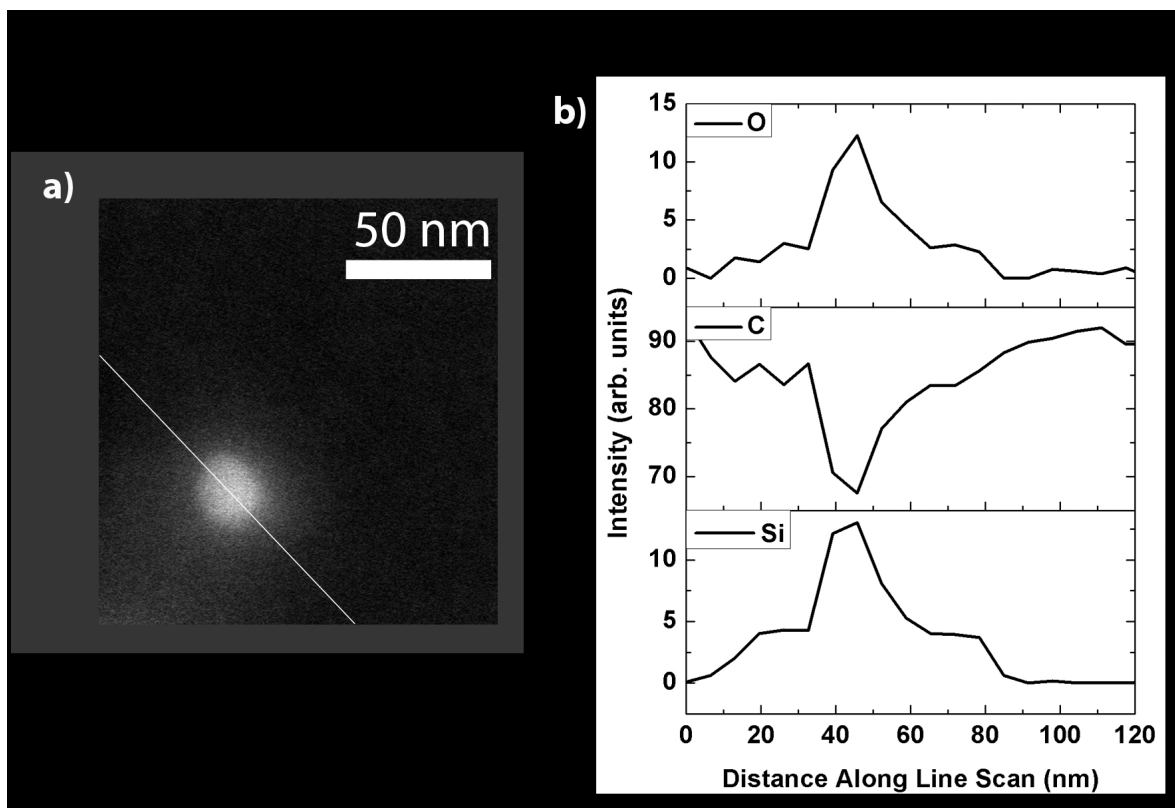 a)
50 nm
b)
O
15
10
5
0
C
90
80
70
Si
10
5
0
Intensity (arb. units)
0 20 40 60 80 100 120
Distance Along Line Scan (nm)